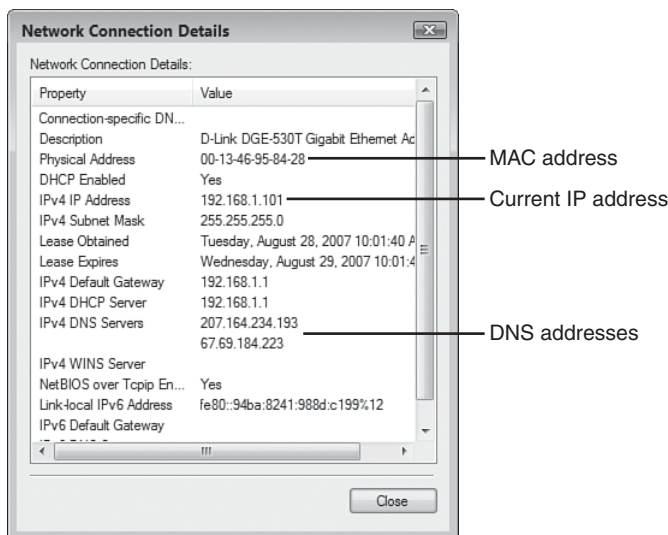 Network Connection Details
Network Connection Details:
Property Value
Connection-specific DN...
Description D-Link DGE-530T Gigabit Ethernet Ad
Physical Address 00-13-46-95-84-28 MAC address
DHCP Enabled Yes
IPv4 IP Address 192.168.1.101 Current IP address
IPv4 Subnet Mask 255.255.255.0
Lease Obtained Tuesday, August 28, 2007 10:01:40 A
Lease Expires Wednesday, August 29, 2007 10:01:4
IPv4 Default Gateway 192.168.1.1
IPv4 DHCP Server 192.168.1.1
IPv4 DNS Servers 207.164.234.193 DNS addresses
67.69.184.223
IPv4 WINS Server
NetBIOS over Tcpip En... Yes
Link-local IPv6 Address fe80::94ba:8241:988d:c199%12
IPv6 Default Gateway
Close